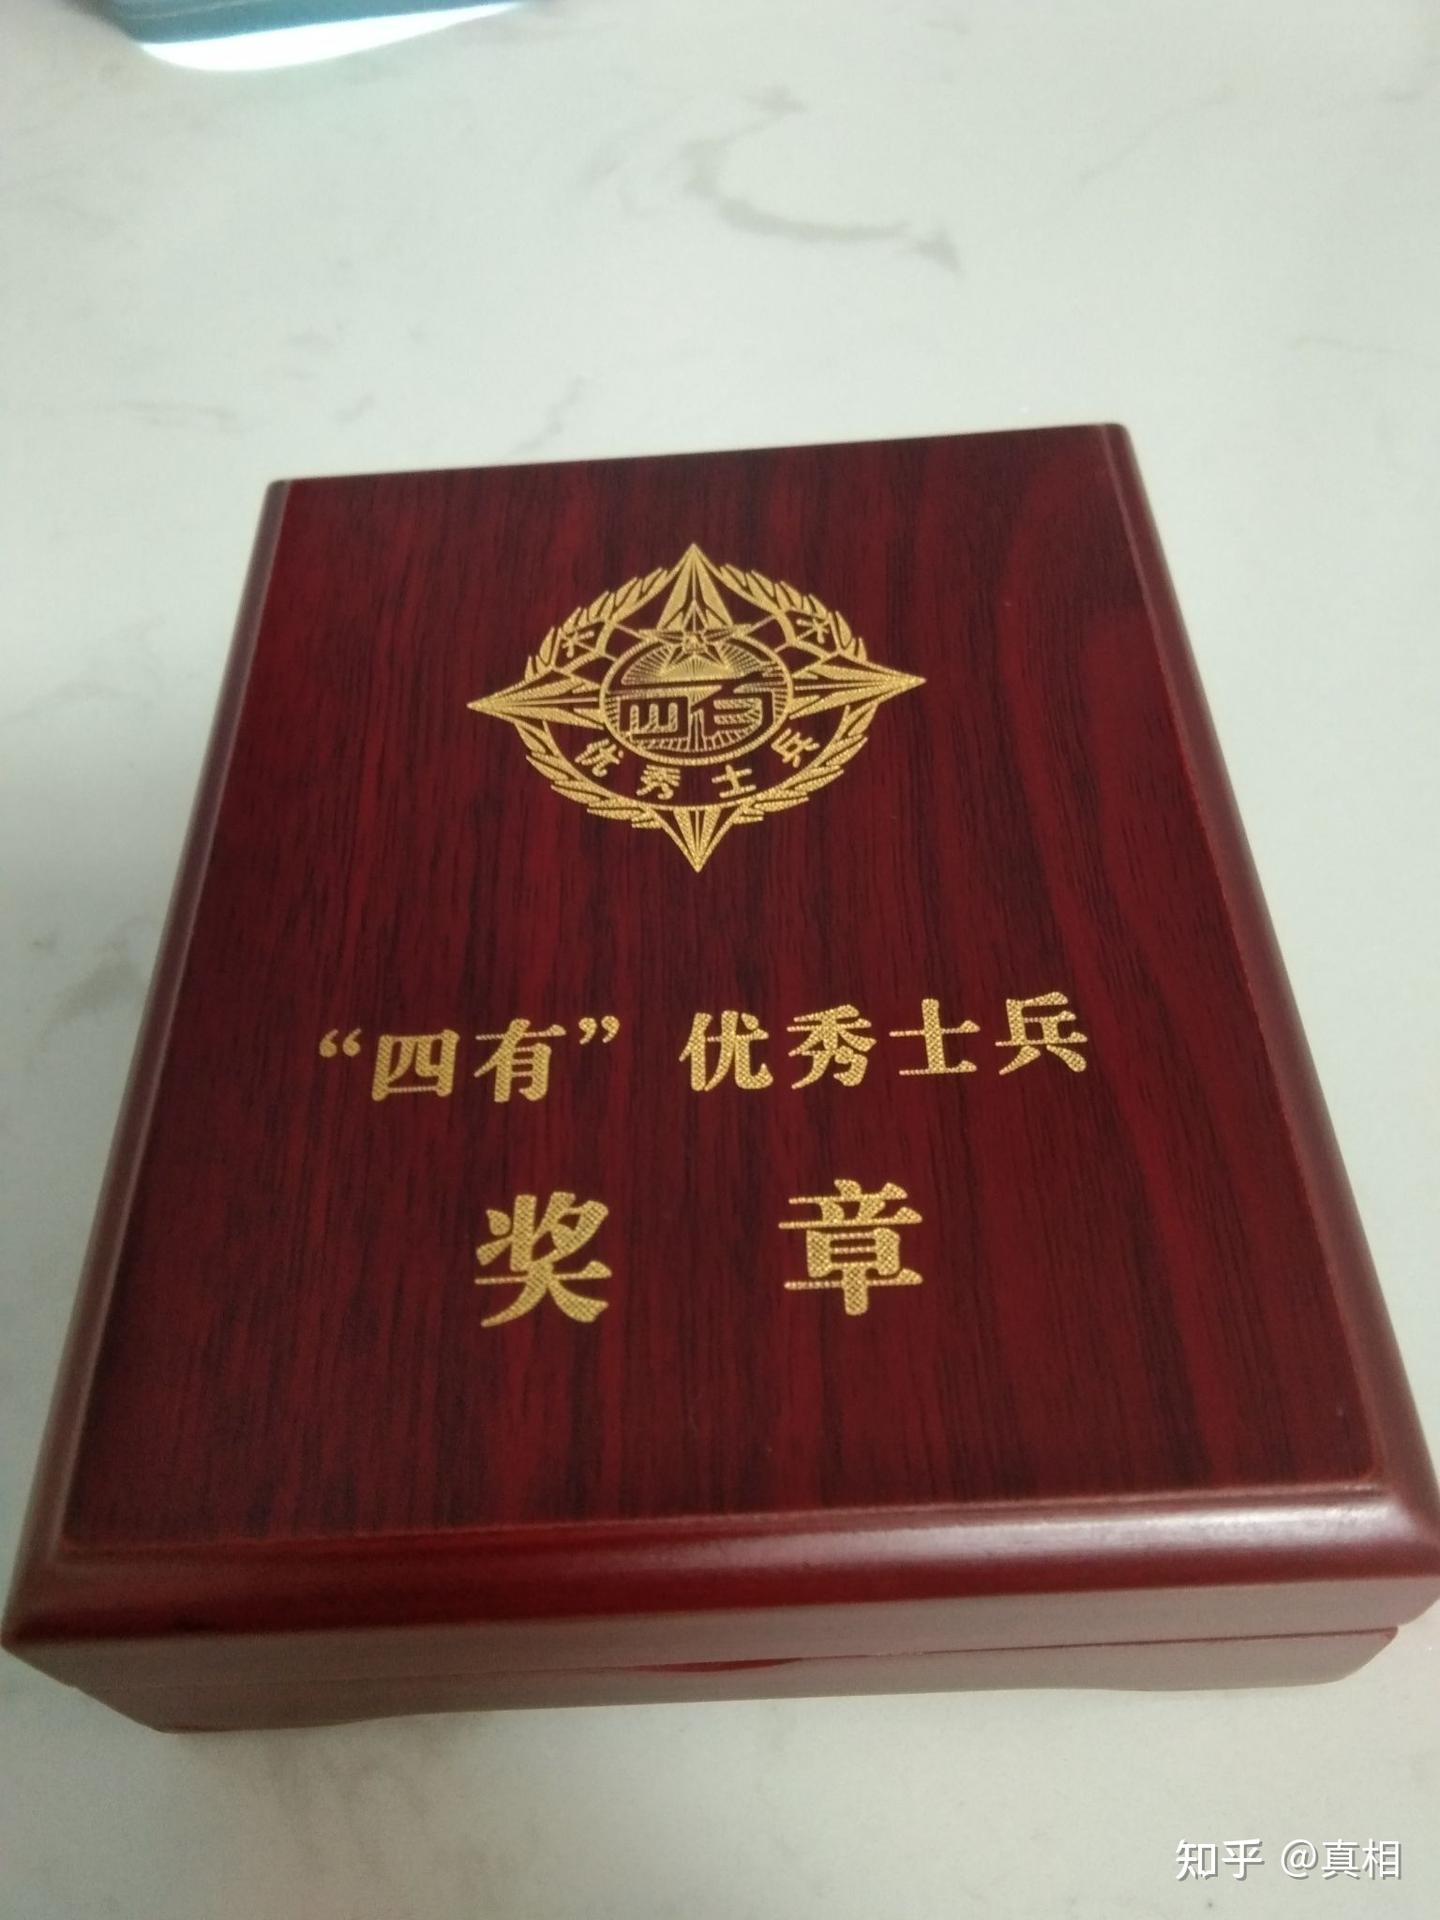 四有
优秀士兵
“四有” 优秀士兵
奖 章
知乎 @真相